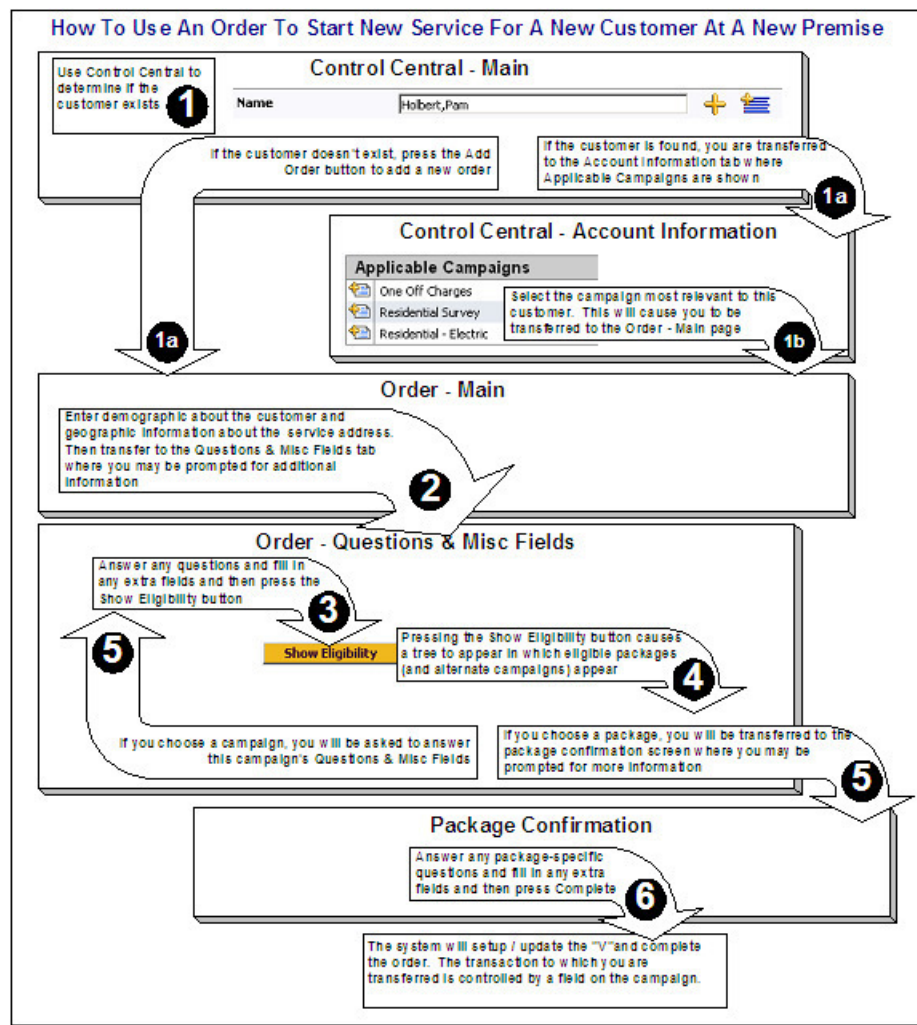 How To Use An Order To Start New Service For A New Customer At A New Premise
Control Central - Main
Use Control Central to
determine if the
customer exists
1
Name
Holbert,Pam
If the customer doesn't exist, press the Add
Order button to add a new order
If the customer is found, you are transferred
to the Account Information tab where
Applicable Campaigns are shown
1a
Control Central - Account Information
Applicable Campaigns
One Off Charges
Residential Survey
Residential - Electric
Select the campaign most relevant to this
customer. This will cause you to be
transferred to the Order - Main page
1a
1b
Order - Main
Enter demographic about the customer and
geographic information about the service address.
Then transfer to the Questions & Misc Fields tab
where you may be prompted for additional
information
2
Order - Questions & Misc Fields
Answer any questions and fill in
any extra fields and then press the
Show Eligibility button
3
Show Eligibility
Pressing the Show Eligibility button causes
a tree to appear in which eligible packages
(and alternate campaigns) appear
4
5
If you choose a campaign, you will be asked to answer
this campaign's Questions & Misc Fields
If you choose a package, you will be transferred to the
package confirmation screen where you may be
prompted for more information
5
Package Confirmation
Answer any package-specific
questions and fill in any extra
fields and then press Complete
6
The system will setup / update the "V"and complete
the order. The transaction to which you are
transferred is controlled by a field on the campaign.